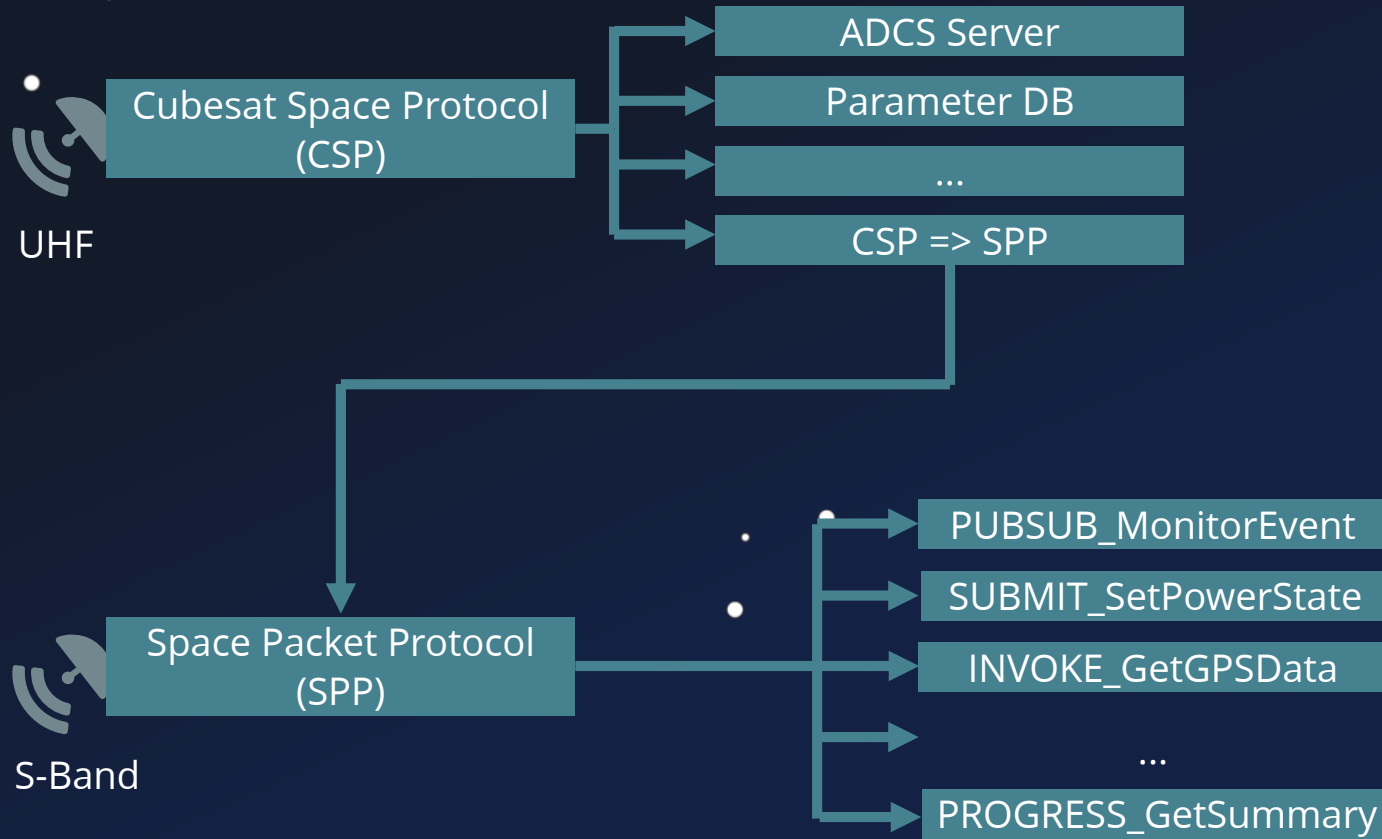 ADCS Server
Cubesat Space Protocol
(CSP)
Parameter DB
...
UHF
CSP => SPP
PUBSUB_MonitorEvent
SUBMIT_SetPowerState
Space Packet Protocol
(SPP)
INVOKE_GetGPSData
...
S-Band
PROGRESS_GetSummary